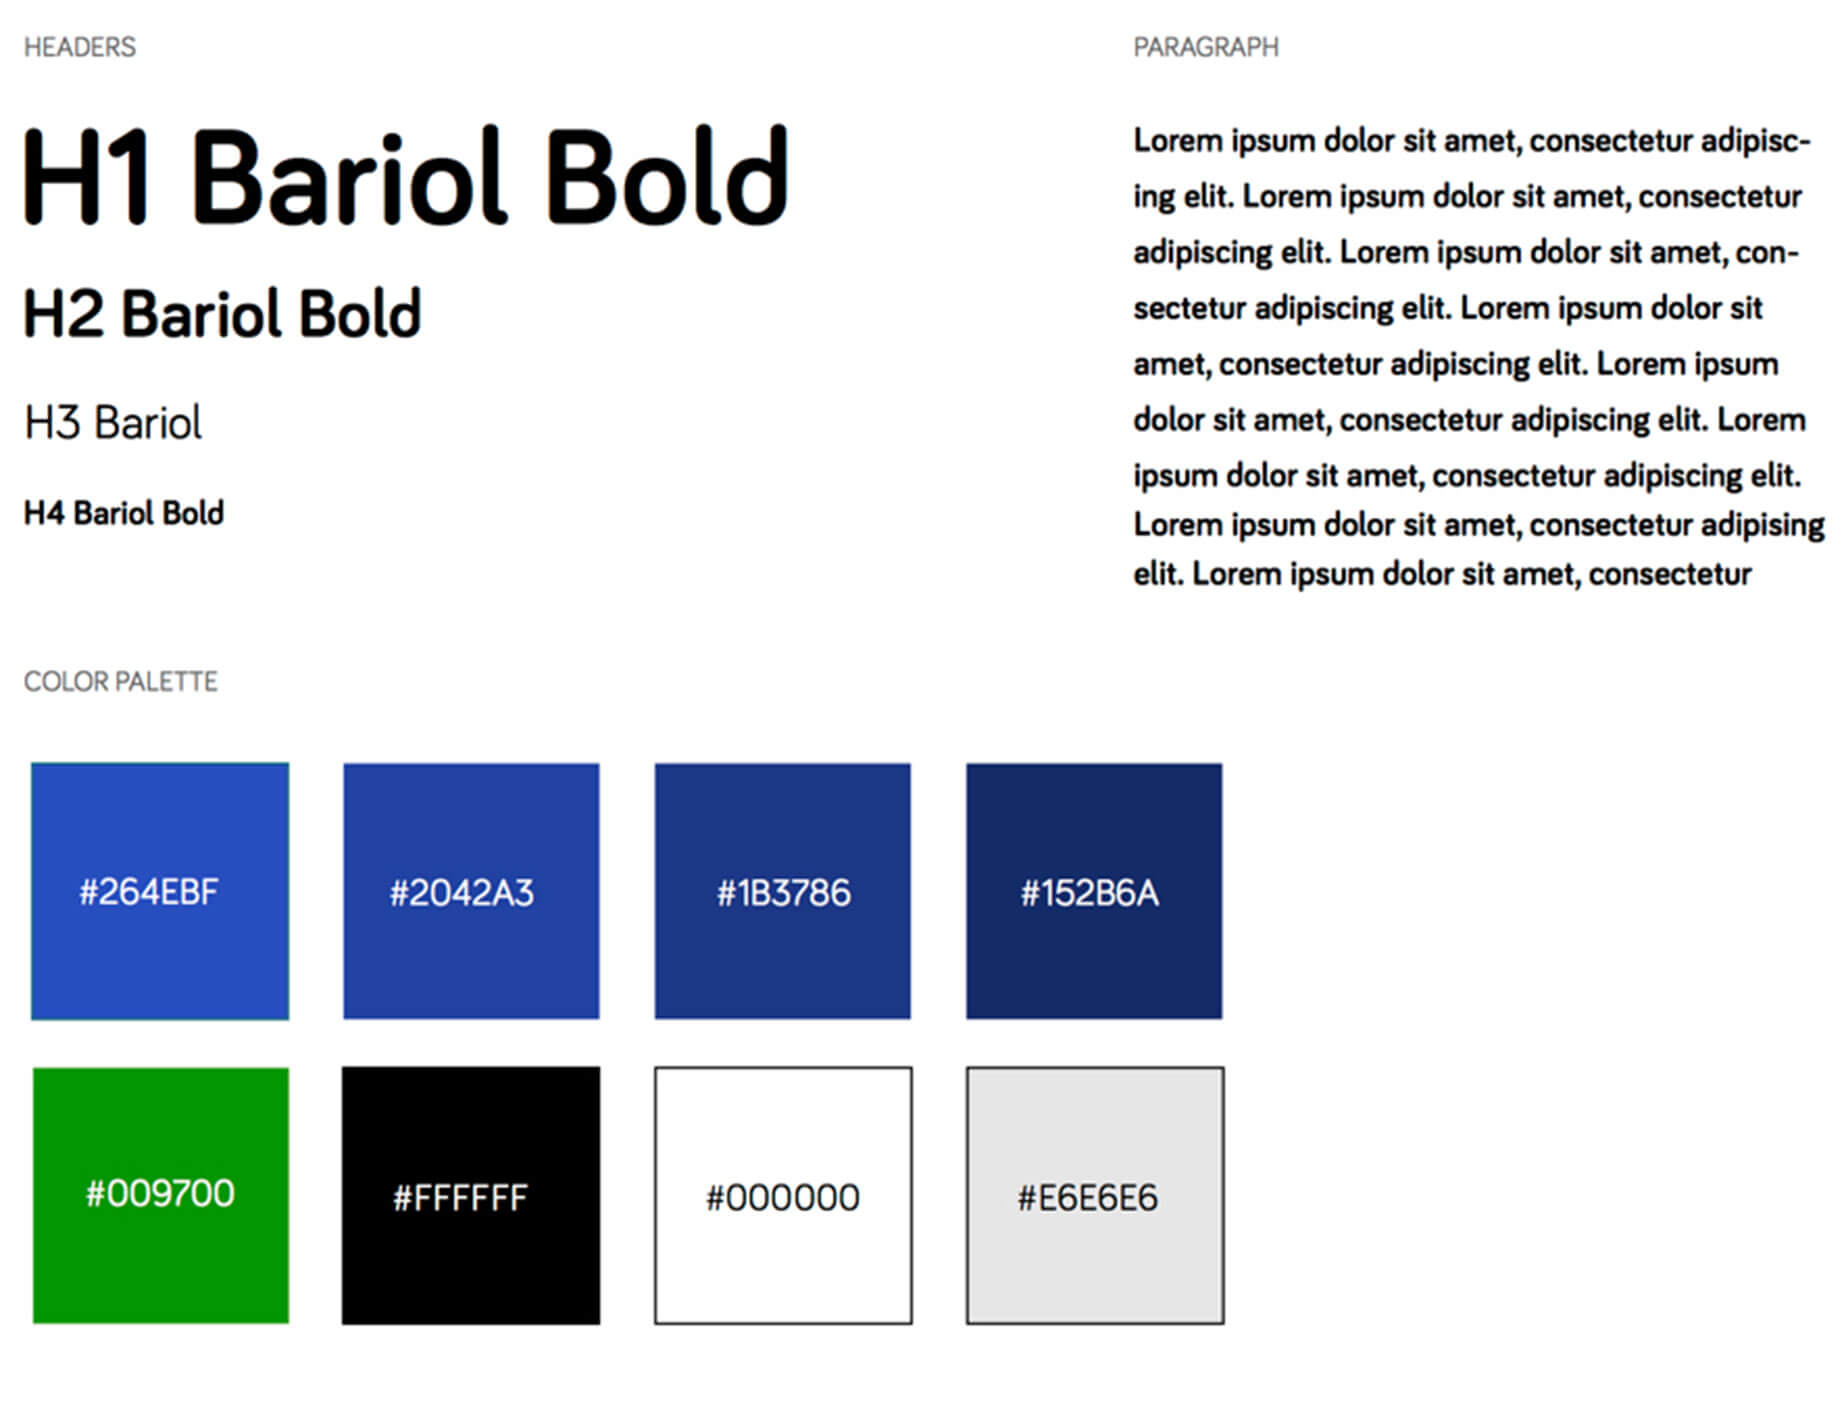 HEADERS
H1 Bariol Bold
H2 Bariol Bold
H3 Bariol
H4 Bariol Bold
PARAGRAPH
Lorem ipsum dolor sit amet, consectetur adipisc-
ing elit. Lorem ipsum dolor sit amet, consectetur
adipiscing elit. Lorem ipsum dolor sit amet, con-
sectetur adipiscing elit. Lorem ipsum dolor sit
amet, consectetur adipiscing elit. Lorem ipsum
dolor sit amet, consectetur adipiscing elit. Lorem
ipsum dolor sit amet, consectetur adipiscing elit.
Lorem ipsum dolor sit amet, consectetur adipising
elit. Lorem ipsum dolor sit amet, consectetur
COLOR PALETTE
#264EBF
#2042A3
#1B3786
#152B6A
#009700
#FFFFFF
#000000
#E6E6E6